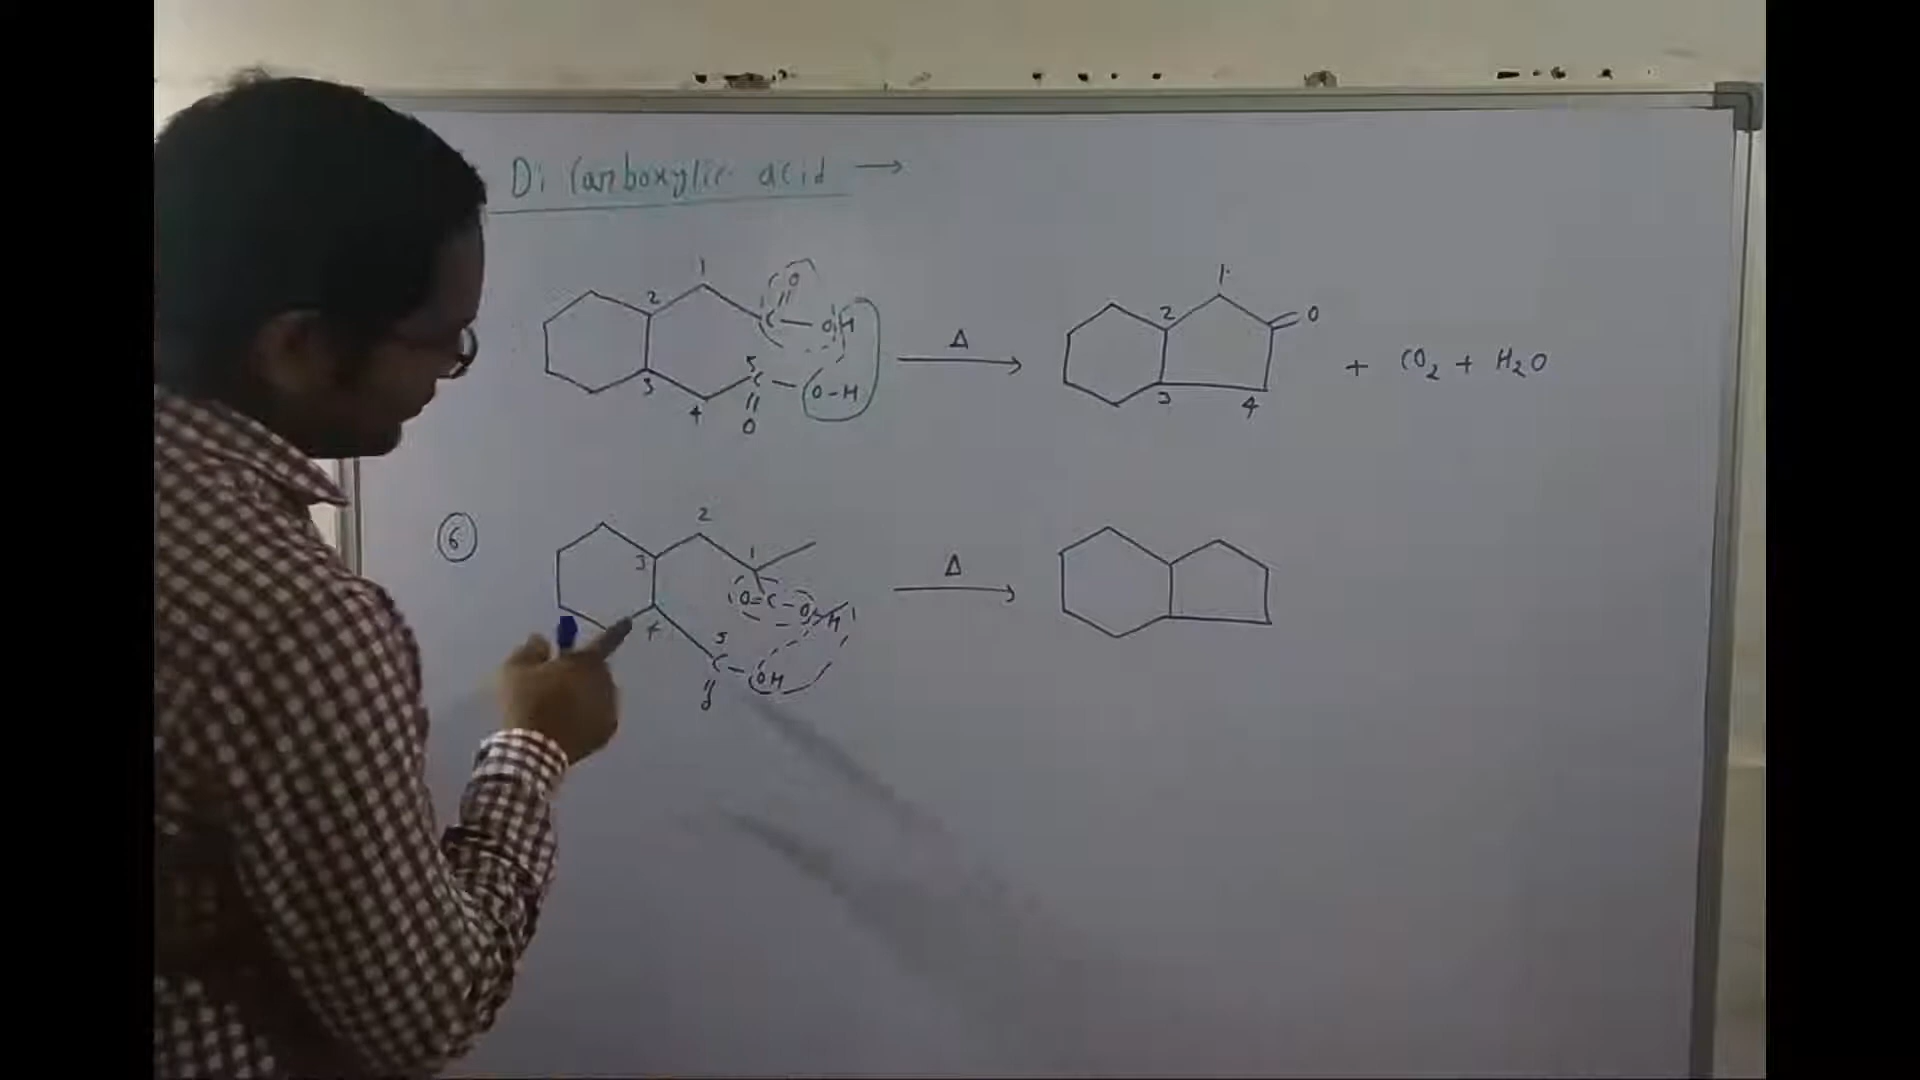 Di Carboxylic acid →
1 O
2 C OH
5 C O-H
3 4 O
Δ
1
2 O
3 4
+ CO2 + H2O
6
2
3 1
O=C-O H
4 5
C-OH
O
Δ